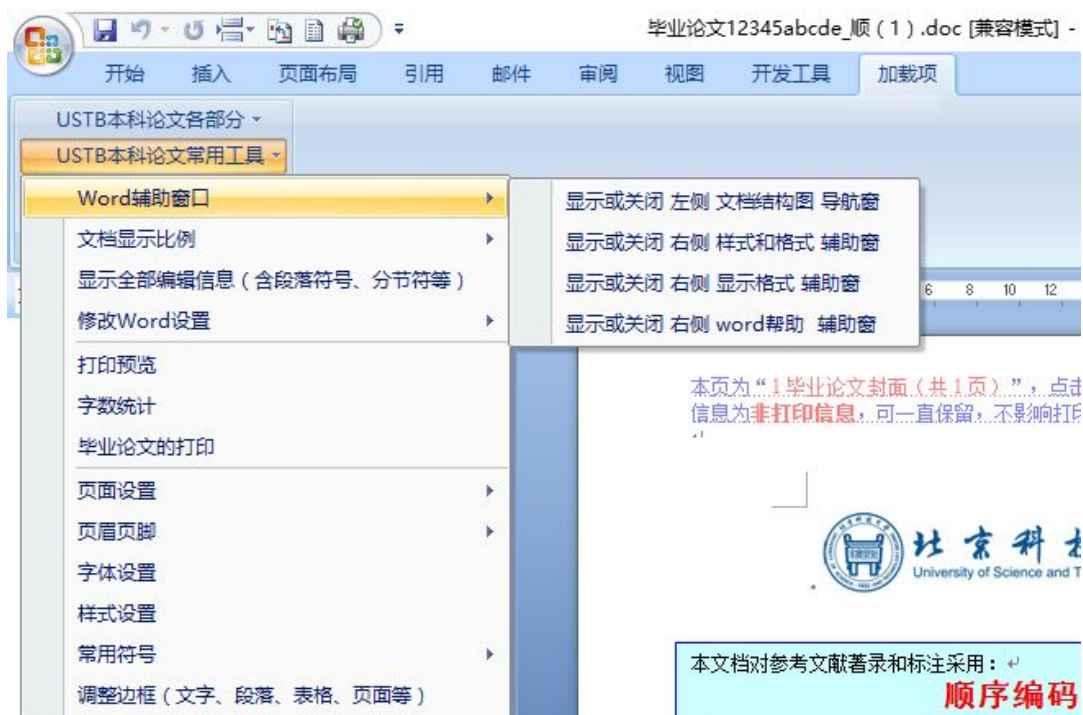 毕业论文12345abcde_顺（1）.doc [兼容模式] -
开始 插入 页面布局 引用 邮件 审阅 视图 开发工具 加载项
USTB本科论文各部分
USTB本科论文常用工具
Word辅助窗口
显示或关闭 左侧 文档结构图 导航窗
文档显示比例
显示或关闭 右侧 样式和格式 辅助窗
显示全部编辑信息（含段落符号、分节符等）
显示或关闭 右侧 显示格式 辅助窗
6 8 10 12
修改Word设置
显示或关闭 右侧 word帮助 辅助窗
打印预览
字数统计
毕业论文的打印
页面设置
页眉页脚
字体设置
样式设置
常用符号
调整边框（文字、段落、表格、页面等）
本页为“1毕业论文封面（共1页）”，点击
信息为非打印信息，可一直保留，不影响打印
北京科
University of Science and T
本文档对参考文献著录和标注采用：
顺序编码